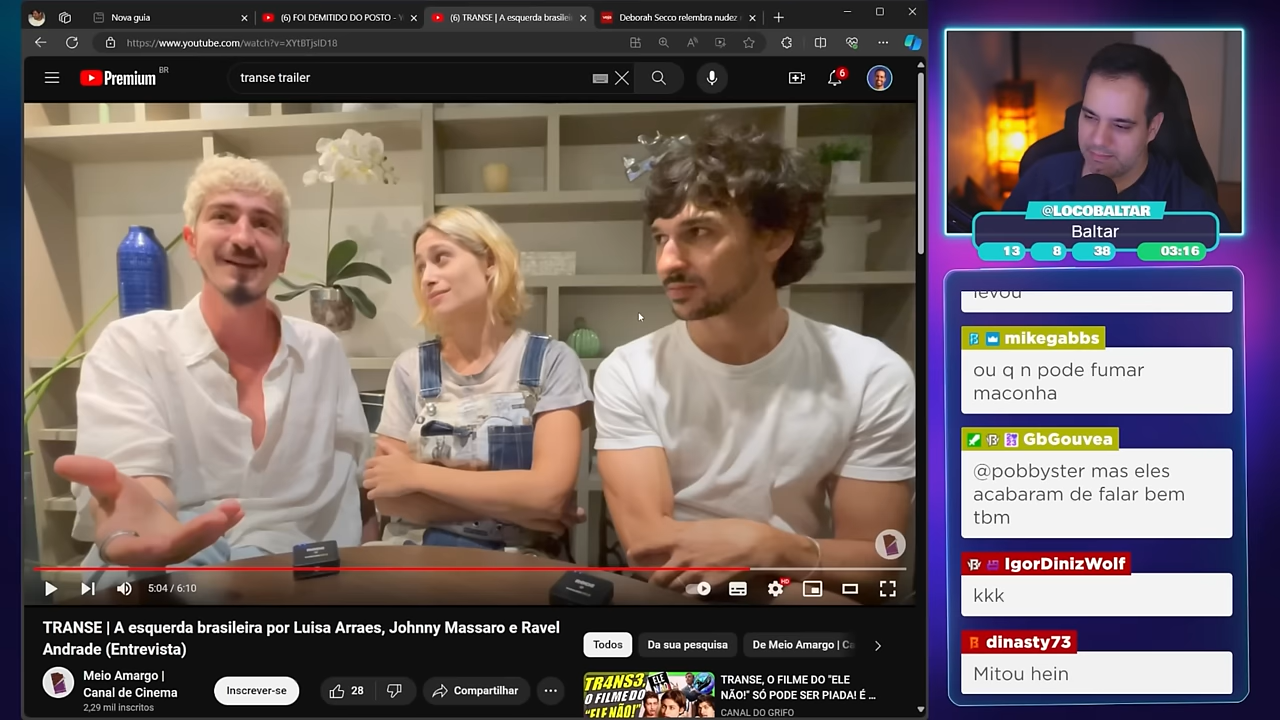 Nova guia
(6) FOI DEMITIDO DO POSTO - Y
(6) TRANSE | A esquerda brasilei
Deborah Secco relembra nudez
https://www.youtube.com/watch?v=XYtBTjslD18
Premium BR
transe trailer
6
@LOCOBALTAR
Baltar
13 8 38 03:16
levou
mikegabbs
ou q n pode fumar
maconha
GbGouvea
@pobbyster mas eles
acabaram de falar bem
tbm
IgorDinizWolf
kkk
dinasty73
Mitou hein
5:04 / 6:10
HD
TRANSE | A esquerda brasileira por Luisa Arraes, Johnny Massaro e Ravel
Andrade (Entrevista)
Meio Amargo |
Canal de Cinema
2,29 mil inscritos
Inscrever-se
28
Compartilhar
Todos
Da sua pesquisa
De Meio Amargo | Ca
TR4NS3,
O FILME DO
"ELE NÃO!"
ELE
NÃO
TRANSE, O FILME DO "ELE
NÃO!" SÓ PODE SER PIADA! É ...
CANAL DO GRIFO